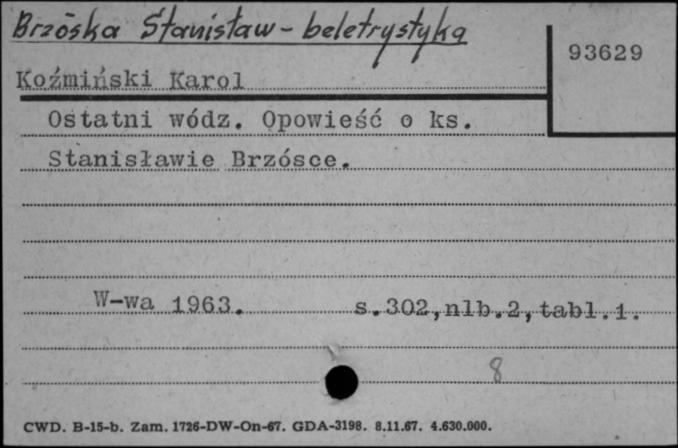 Brzóska Stanisław - beletrystyka
93629
Koźmiński Karol
Ostatni wódz. Opowieść o ks.
Stanisławie Brzósce.
W-wa 1963. s.302,nlb.2,tabl.1.
8
CWD. B-15-b. Zam. 1726-DW-On-67. GDA-3198. 8.11.67. 4.630.000.